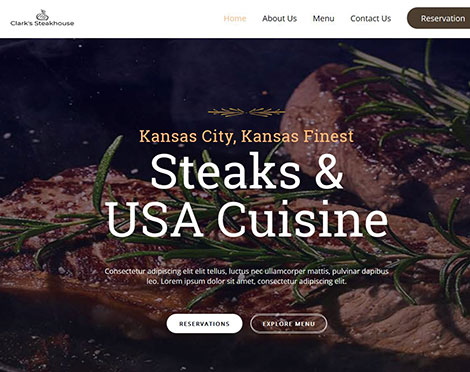 Clark's Steakhouse
Home About Us Menu Contact Us Reservation
Kansas City, Kansas Finest
Steaks &
USA Cuisine
Consectetur adipiscing elit elit tellus, luctus nec ullamcorper mattis, pulvinar dapibus
leo. Lorem ipsum dolor sit amet, consectetur adipiscing elit.
RESERVATIONS EXPLORE MENU